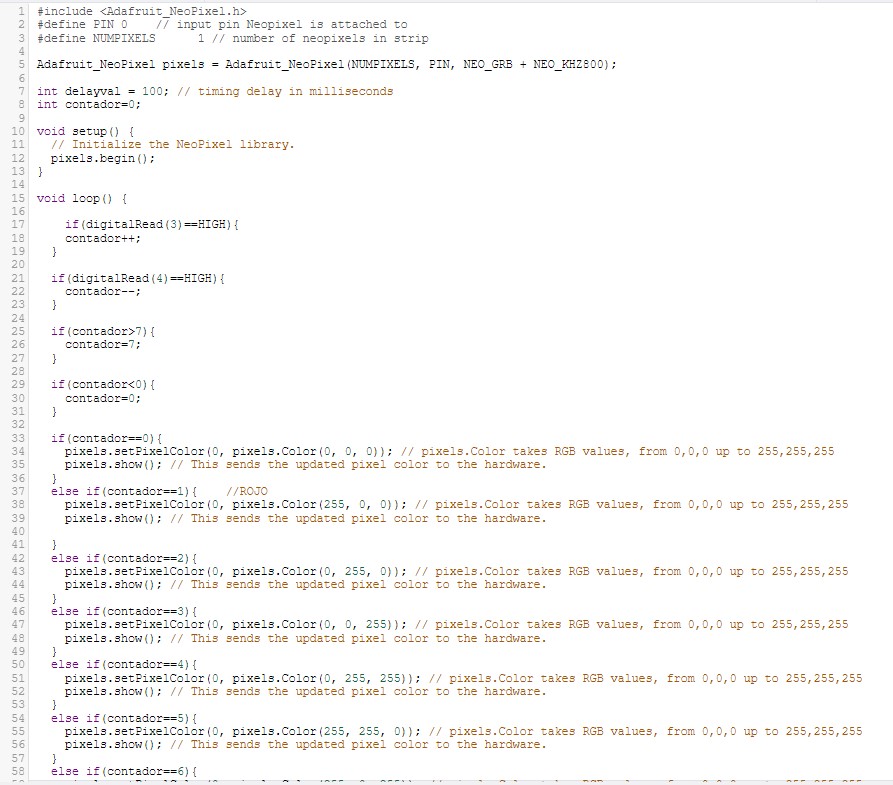 1 #include <Adafruit_NeoPixel.h>
2 #define PIN 0    // input pin Neopixel is attached to
3 #define NUMPIXELS      1 // number of neopixels in strip
4
5 Adafruit_NeoPixel pixels = Adafruit_NeoPixel(NUMPIXELS, PIN, NEO_GRB + NEO_KHZ800);
6
7 int delayval = 100; // timing delay in milliseconds
8 int contador=0;
9
10 void setup() {
11   // Initialize the NeoPixel library.
12   pixels.begin();
13 }
14
15 void loop() {
16
17     if(digitalRead(3)==HIGH){
18     contador++;
19   }
20
21   if(digitalRead(4)==HIGH){
22     contador--;
23   }
24
25   if(contador>7){
26     contador=7;
27   }
28
29   if(contador<0){
30     contador=0;
31   }
32
33   if(contador==0){
34     pixels.setPixelColor(0, pixels.Color(0, 0, 0)); // pixels.Color takes RGB values, from 0,0,0 up to 255,255,255
35     pixels.show(); // This sends the updated pixel color to the hardware.
36   }
37   else if(contador==1){    //ROJO
38     pixels.setPixelColor(0, pixels.Color(255, 0, 0)); // pixels.Color takes RGB values, from 0,0,0 up to 255,255,255
39     pixels.show(); // This sends the updated pixel color to the hardware.
40
41   }
42   else if(contador==2){
43     pixels.setPixelColor(0, pixels.Color(0, 255, 0)); // pixels.Color takes RGB values, from 0,0,0 up to 255,255,255
44     pixels.show(); // This sends the updated pixel color to the hardware.
45   }
46   else if(contador==3){
47     pixels.setPixelColor(0, pixels.Color(0, 0, 255)); // pixels.Color takes RGB values, from 0,0,0 up to 255,255,255
48     pixels.show(); // This sends the updated pixel color to the hardware.
49   }
50   else if(contador==4){
51     pixels.setPixelColor(0, pixels.Color(0, 255, 255)); // pixels.Color takes RGB values, from 0,0,0 up to 255,255,255
52     pixels.show(); // This sends the updated pixel color to the hardware.
53   }
54   else if(contador==5){
55     pixels.setPixelColor(0, pixels.Color(255, 255, 0)); // pixels.Color takes RGB values, from 0,0,0 up to 255,255,255
56     pixels.show(); // This sends the updated pixel color to the hardware.
57   }
58   else if(contador==6){